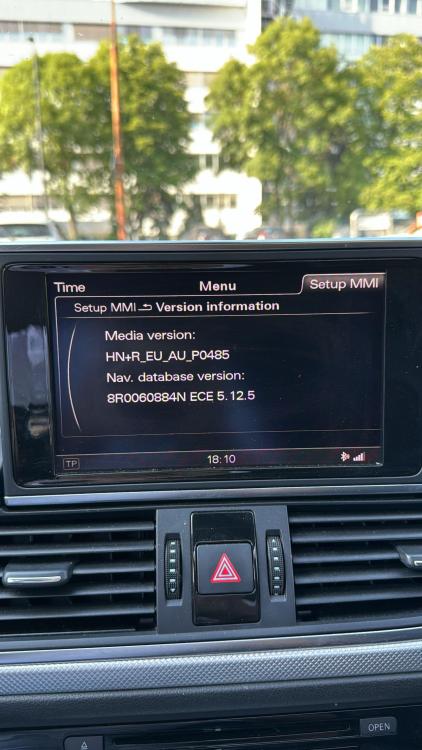 Time Menu Setup MMI
Setup MMI Version information
Media version:
HN+R_EU_AU_P0485
Nav. database version:
8R0060884N ECE 5.12.5
TP 18:10
OPEN